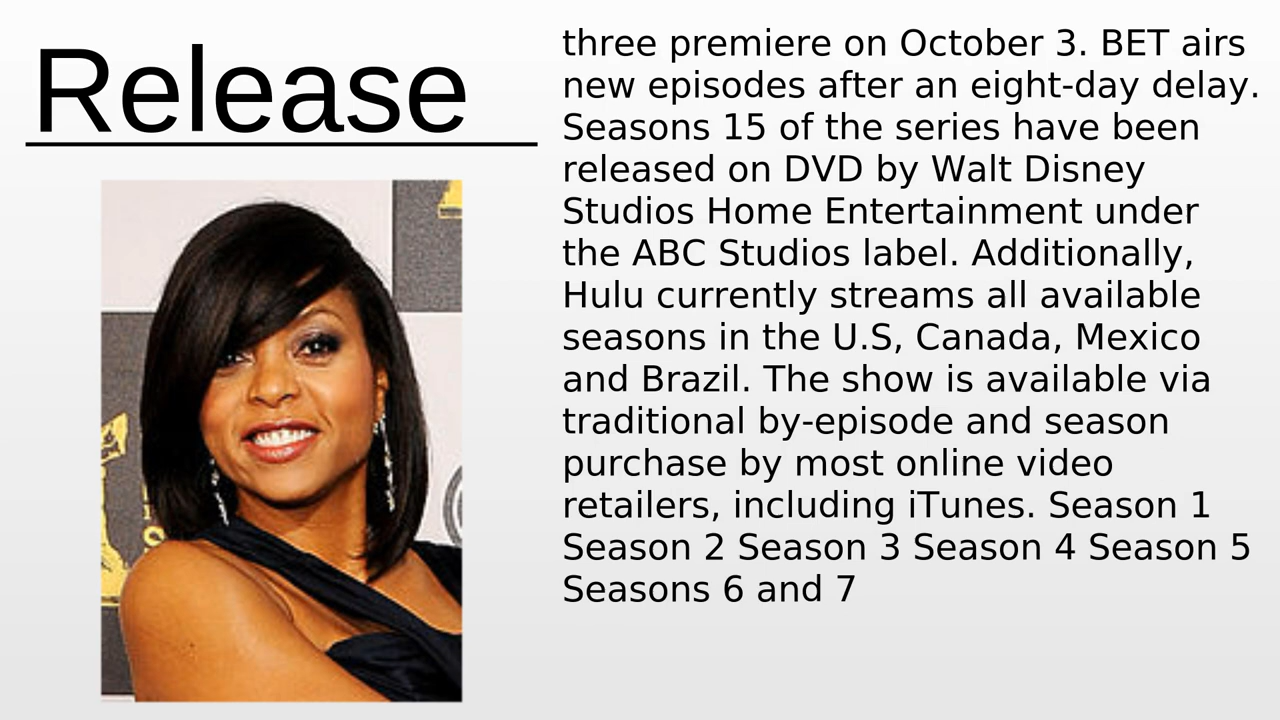 Release
three premiere on October 3. BET airs
new episodes after an eight-day delay.
Seasons 15 of the series have been
released on DVD by Walt Disney
Studios Home Entertainment under
the ABC Studios label. Additionally,
Hulu currently streams all available
seasons in the U.S, Canada, Mexico
and Brazil. The show is available via
traditional by-episode and season
purchase by most online video
retailers, including iTunes. Season 1
Season 2 Season 3 Season 4 Season 5
Seasons 6 and 7